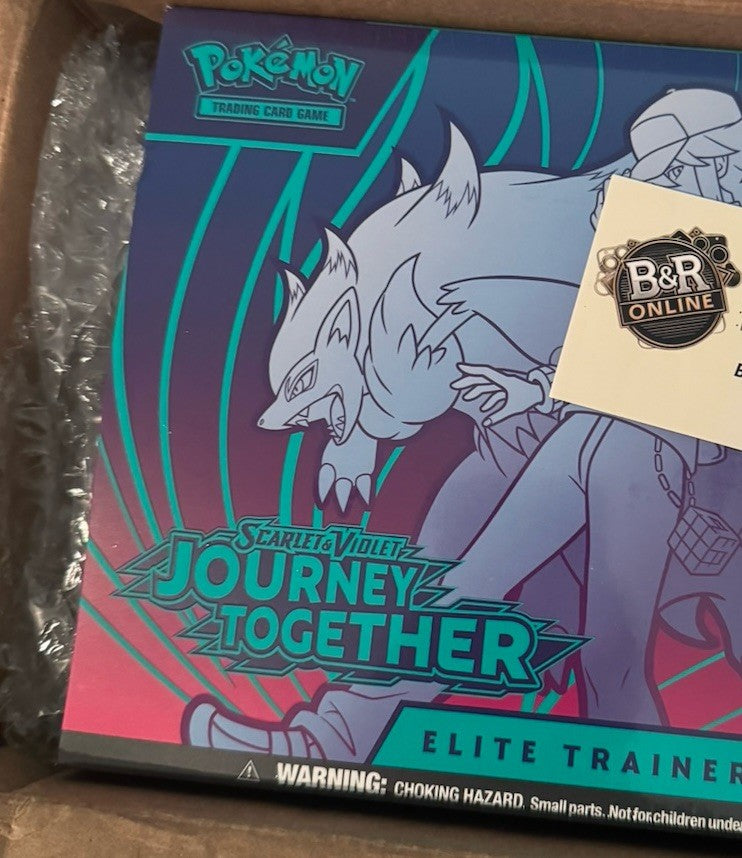 POKÉMON
TRADING CARD GAME
B&R
ONLINE
SCARLET & VIOLET
JOURNEY
TOGETHER
ELITE TRAINER
WARNING: CHOKING HAZARD. Small parts. Not for children under